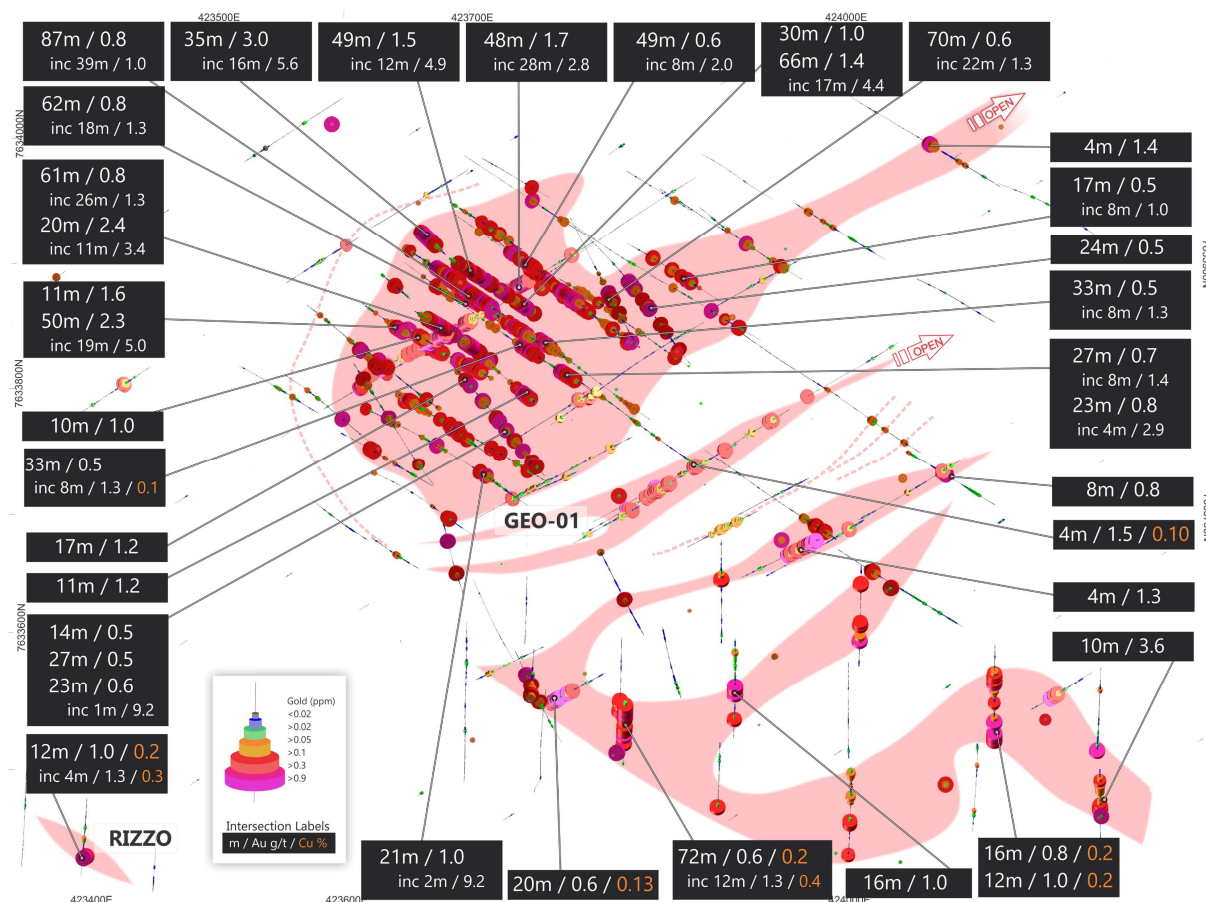 423500E
423700E
424000E
87m / 0.8
inc 39m / 1.0
35m / 3.0
inc 16m / 5.6
49m / 1.5
inc 12m / 4.9
48m / 1.7
inc 28m / 2.8
49m / 0.6
inc 8m / 2.0
30m / 1.0
66m / 1.4
inc 17m / 4.4
70m / 0.6
inc 22m / 1.3
62m / 0.8
inc 18m / 1.3
7634000N
OPEN
4m / 1.4
61m / 0.8
inc 26m / 1.3
20m / 2.4
inc 11m / 3.4
17m / 0.5
inc 8m / 1.0
24m / 0.5
11m / 1.6
50m / 2.3
inc 19m / 5.0
33m / 0.5
inc 8m / 1.3
OPEN
7633800N
27m / 0.7
inc 8m / 1.4
23m / 0.8
inc 4m / 2.9
10m / 1.0
33m / 0.5
inc 8m / 1.3 / 0.1
8m / 0.8
GEO-01
4m / 1.5 / 0.10
17m / 1.2
11m / 1.2
4m / 1.3
7633600N
14m / 0.5
27m / 0.5
23m / 0.6
inc 1m / 9.2
10m / 3.6
12m / 1.0 / 0.2
inc 4m / 1.3 / 0.3
Gold (ppm)
<0.02
>0.02
>0.05
>0.1
>0.3
>0.9
Intersection Labels
m / Au g/t / Cu %
RIZZO
21m / 1.0
inc 2m / 9.2
20m / 0.6 / 0.13
72m / 0.6 / 0.2
inc 12m / 1.3 / 0.4
16m / 1.0
16m / 0.8 / 0.2
12m / 1.0 / 0.2
423400E